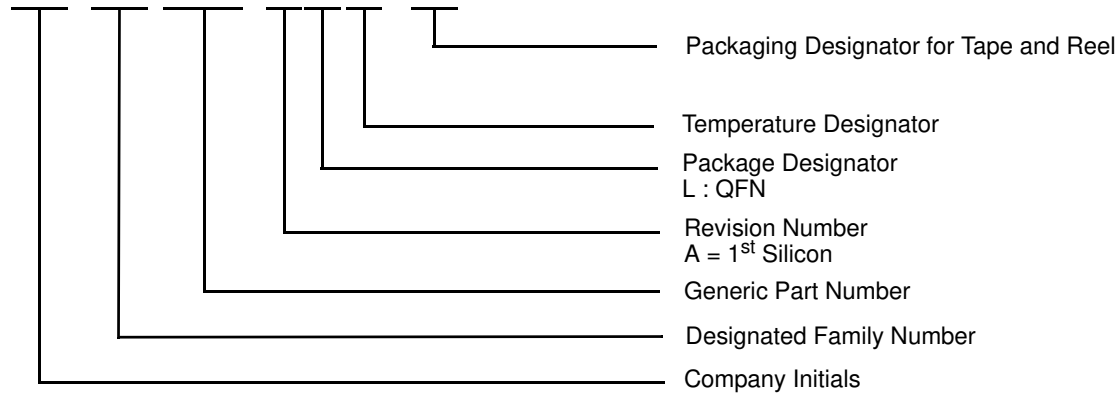 Packaging Designator for Tape and Reel
Temperature Designator
Package Designator
L : QFN
Revision Number
A = 1st Silicon
Generic Part Number
Designated Family Number
Company Initials